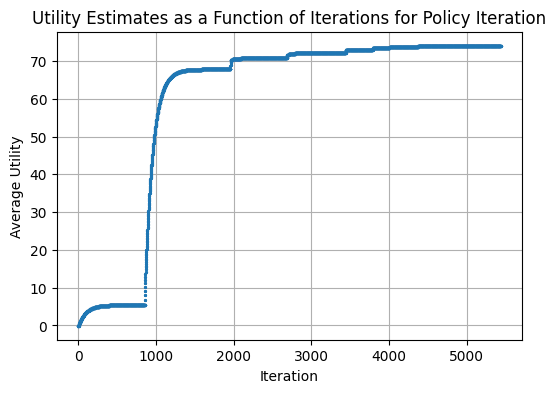 Utility Estimates as a Function of Iterations for Policy Iteration
70
60
50
40
30
20
10
0
Average Utility
0 1000 2000 3000 4000 5000
Iteration